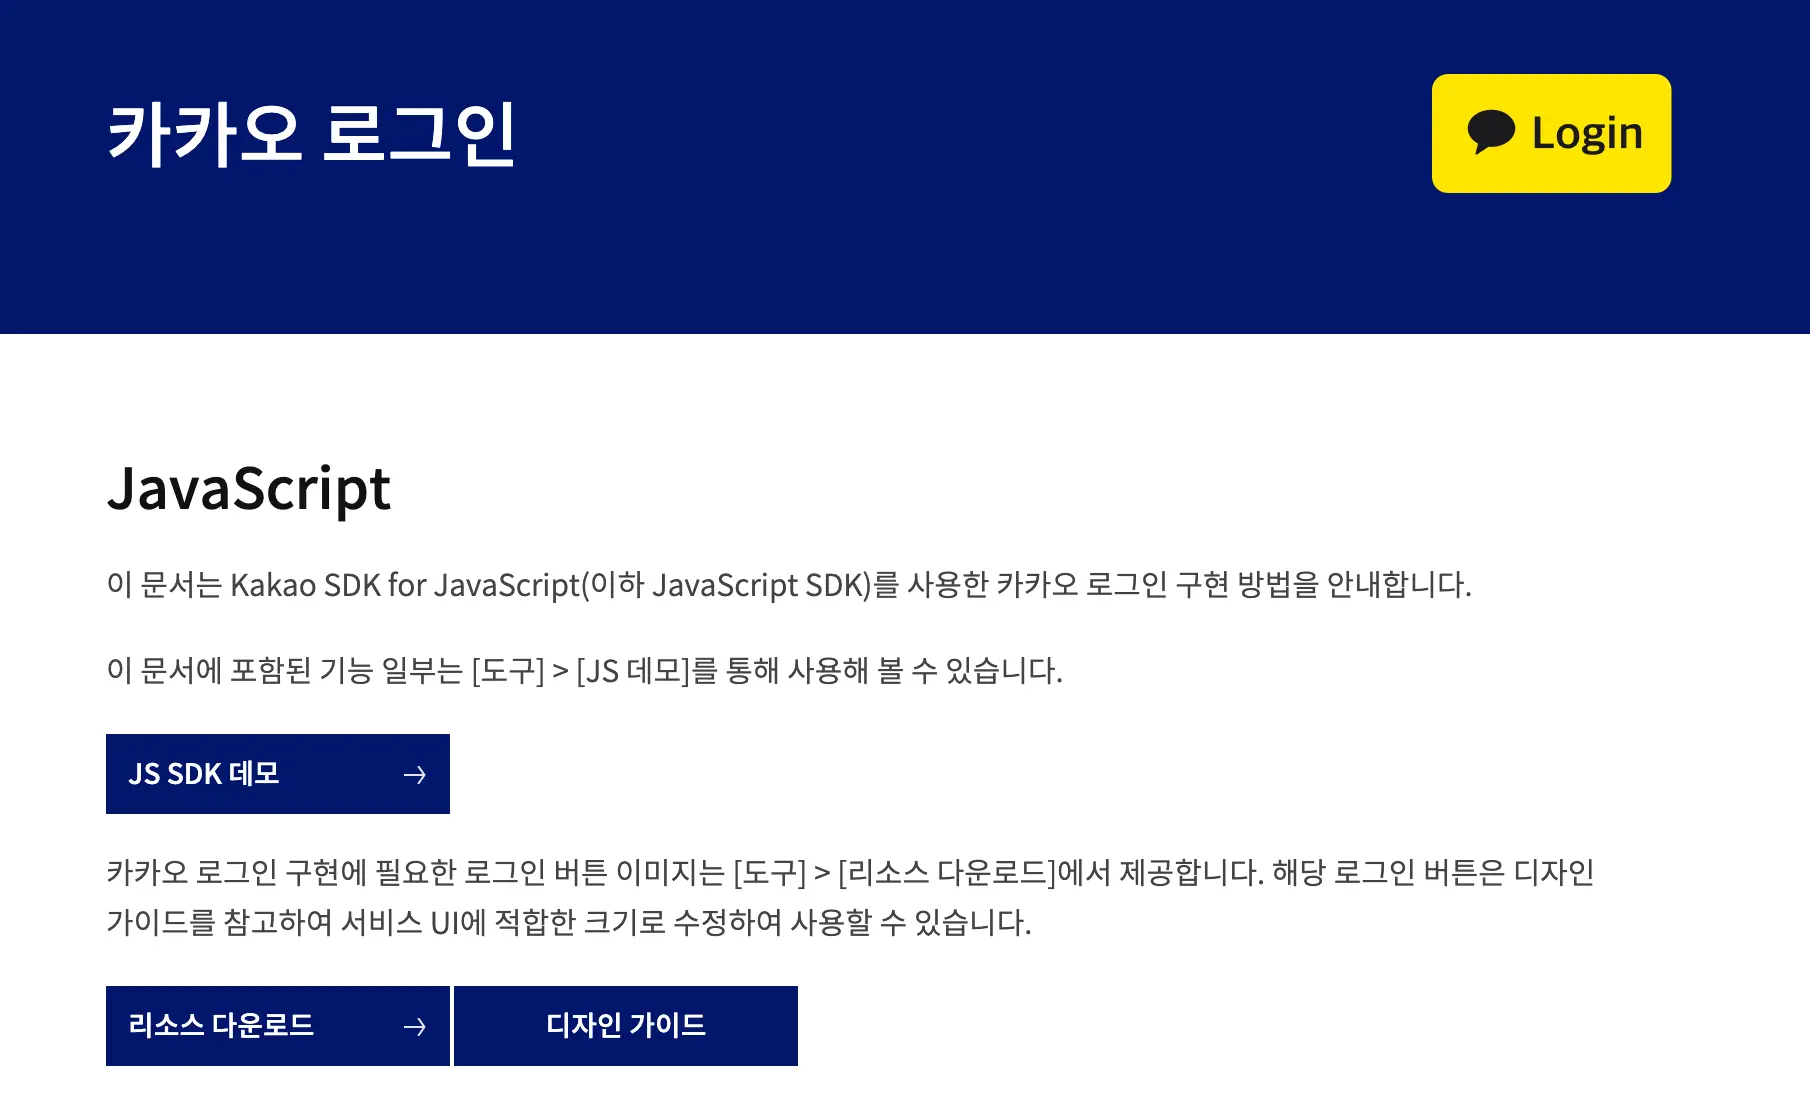 카카오 로그인
Login
JavaScript
이 문서는 Kakao SDK for JavaScript(이하 JavaScript SDK)를 사용한 카카오 로그인 구현 방법을 안내합니다.
이 문서에 포함된 기능 일부는 [도구] > [JS 데모]를 통해 사용해 볼 수 있습니다.
JS SDK 데모 →
카카오 로그인 구현에 필요한 로그인 버튼 이미지는 [도구] > [리소스 다운로드]에서 제공합니다. 해당 로그인 버튼은 디자인
가이드를 참고하여 서비스 UI에 적합한 크기로 수정하여 사용할 수 있습니다.
리소스 다운로드 →
디자인 가이드